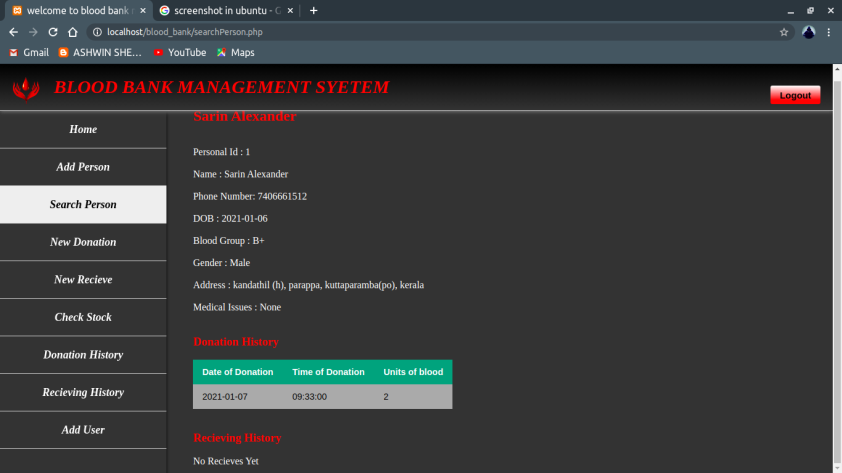 welcome to blood bank
screenshot in ubuntu - G
localhost/blood_bank/searchPerson.php
Gmail
ASHWIN SHE...
YouTube
Maps
BLOOD BANK MANAGEMENT SYETEM
Logout
Home
Add Person
Search Person
New Donation
New Recieve
Check Stock
Donation History
Recieving History
Add User
Sarin Alexander
Personal Id : 1
Name : Sarin Alexander
Phone Number: 7406661512
DOB : 2021-01-06
Blood Group : B+
Gender : Male
Address : kandathil (h), parappa, kuttaparamba(po), kerala
Medical Issues : None
Donation History
Date of Donation Time of Donation Units of blood
2021-01-07 09:33:00 2
Recieving History
No Recieves Yet